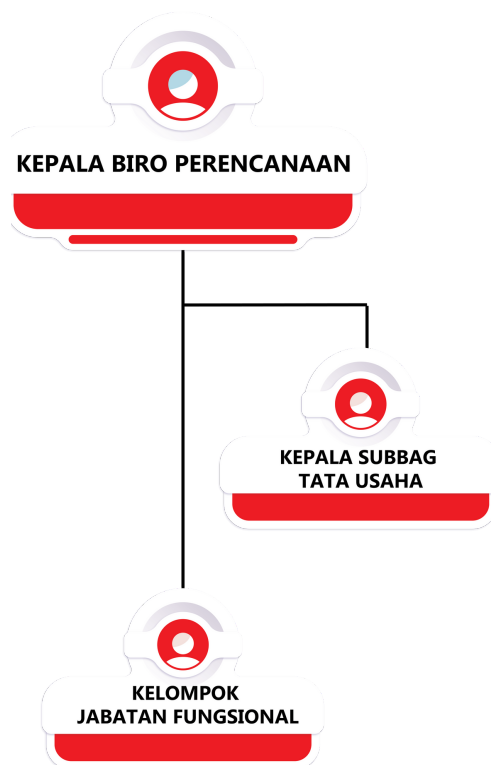 KEPALA BIRO PERENCANAAN
KEPALA SUBBAG
TATA USAHA
KELOMPOK
JABATAN FUNGSIONAL